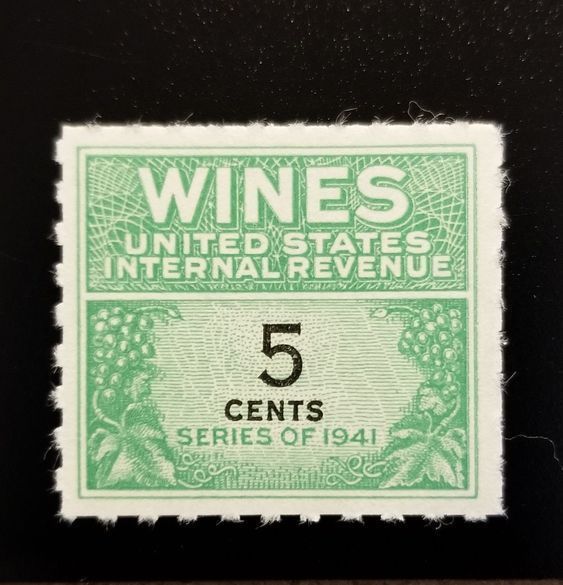 WINES
UNITED STATES
INTERNAL REVENUE
5
CENTS
SERIES OF 1941